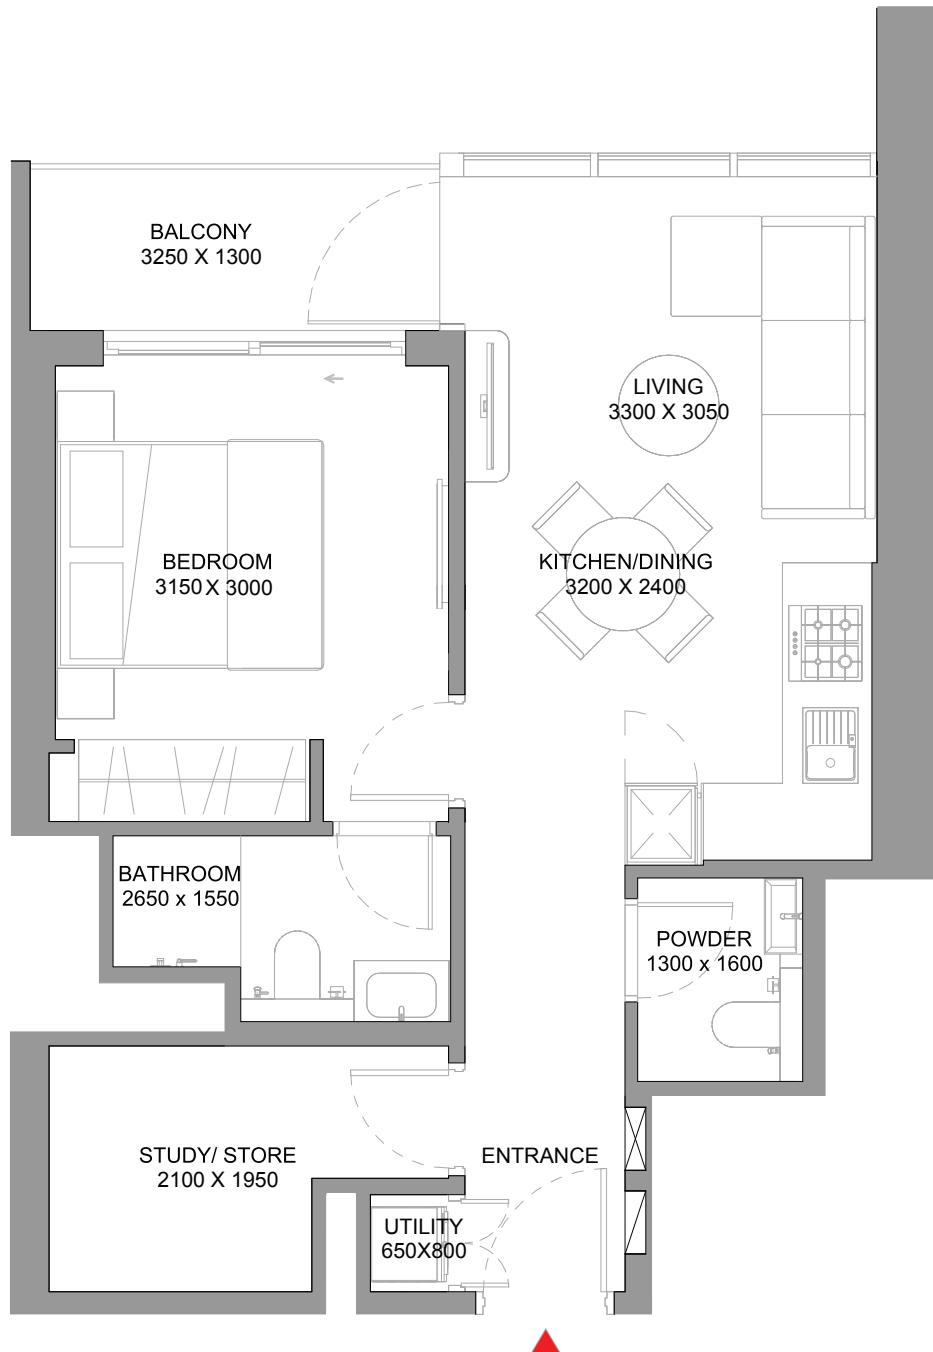 BALCONY
3250 X 1300
LIVING
3300 X 3050
BEDROOM
3150 X 3000
KITCHEN/DINING
3200 X 2400
BATHROOM
2650 x 1550
POWDER
1300 x 1600
STUDY/ STORE
2100 X 1950
ENTRANCE
UTILITY
650X800